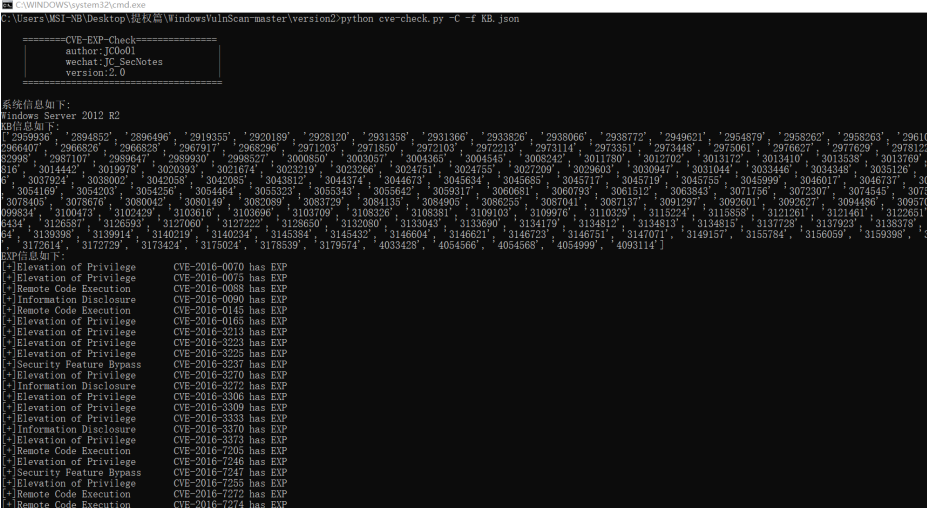 C:\WINDOWS\system32\cmd.exe
C:\Users\MSI-NB\Desktop\提权篇\WindowsVulnScan-master\version2>python cve-check.py -C -f KB.json
========CVE-EXP-Check===============
| author:JC0o0l |
| wechat:JC_SecNotes |
| version:2.0 |
=====================================
系统信息如下:
Windows Server 2012 R2
KB信息如下:
['2959936', '2894852', '2896496', '2919355', '2920189', '2928120', '2931358', '2931366', '2933826', '2938066', '2938772', '2949621', '2954879', '2958262', '2958263', '29610
2966407', '2966826', '2966828', '2967917', '2968296', '2971203', '2971850', '2972103', '2972213', '2973114', '2973351', '2973448', '2975061', '2976627', '2977629', '2978122
82998', '2987107', '2989647', '2989930', '2998527', '3000850', '3003057', '3004365', '3004545', '3008242', '3011780', '3012702', '3013172', '3013410', '3013538', '3013769',
816', '3014442', '3019978', '3020393', '3021674', '3023219', '3023266', '3024751', '3024755', '3027209', '3029603', '3030947', '3031044', '3033446', '3034348', '3035126'
6', '3037924', '3038002', '3042058', '3042085', '3043812', '3044374', '3044673', '3045634', '3045685', '3045717', '3045719', '3045755', '3045999', '3046017', '3046737', '30
'3054169', '3054203', '3054256', '3054464', '3055323', '3055343', '3055642', '3059317', '3060681', '3060793', '3061512', '3063843', '3071756', '3072307', '3074545', '307
'3078405', '3078676', '3080042', '3080149', '3082089', '3083729', '3084135', '3084905', '3086255', '3087041', '3087137', '3091297', '3092601', '3092627', '3094486', '30957
099834', '3100473', '3102429', '3103616', '3103696', '3103709', '3108326', '3108381', '3109103', '3109976', '3110329', '3115224', '3115858', '3121261', '3121461', '3122651
6434', '3126587', '3126593', '3127060', '3127222', '3128650', '3132080', '3133043', '3133690', '3134179', '3134812', '3134813', '3134815', '3137728', '3137923', '3138378',
64', '3139398', '3139914', '3140219', '3140234', '3145384', '3145432', '3146604', '3146621', '3146723', '3146751', '3147071', '3149157', '3155784', '3156059', '3159398', '3
, '3172614', '3172729', '3173424', '3175024', '3178539', '3179574', '4033428', '4054566', '4054568', '4054999', '4093114']
EXP信息如下:
[+]Elevation of Privilege CVE-2016-0070 has EXP
[+]Elevation of Privilege CVE-2016-0075 has EXP
[+]Remote Code Execution CVE-2016-0088 has EXP
[+]Information Disclosure CVE-2016-0090 has EXP
[+]Remote Code Execution CVE-2016-0145 has EXP
[+]Elevation of Privilege CVE-2016-0165 has EXP
[+]Elevation of Privilege CVE-2016-3213 has EXP
[+]Elevation of Privilege CVE-2016-3223 has EXP
[+]Elevation of Privilege CVE-2016-3225 has EXP
[+]Security Feature Bypass CVE-2016-3237 has EXP
[+]Elevation of Privilege CVE-2016-3270 has EXP
[+]Information Disclosure CVE-2016-3272 has EXP
[+]Elevation of Privilege CVE-2016-3306 has EXP
[+]Elevation of Privilege CVE-2016-3309 has EXP
[+]Elevation of Privilege CVE-2016-3333 has EXP
[+]Information Disclosure CVE-2016-3370 has EXP
[+]Elevation of Privilege CVE-2016-3373 has EXP
[+]Remote Code Execution CVE-2016-7205 has EXP
[+]Elevation of Privilege CVE-2016-7246 has EXP
[+]Security Feature Bypass CVE-2016-7247 has EXP
[+]Elevation of Privilege CVE-2016-7255 has EXP
[+]Remote Code Execution CVE-2016-7272 has EXP
[+]Remote Code Execution CVE-2016-7274 has EXP